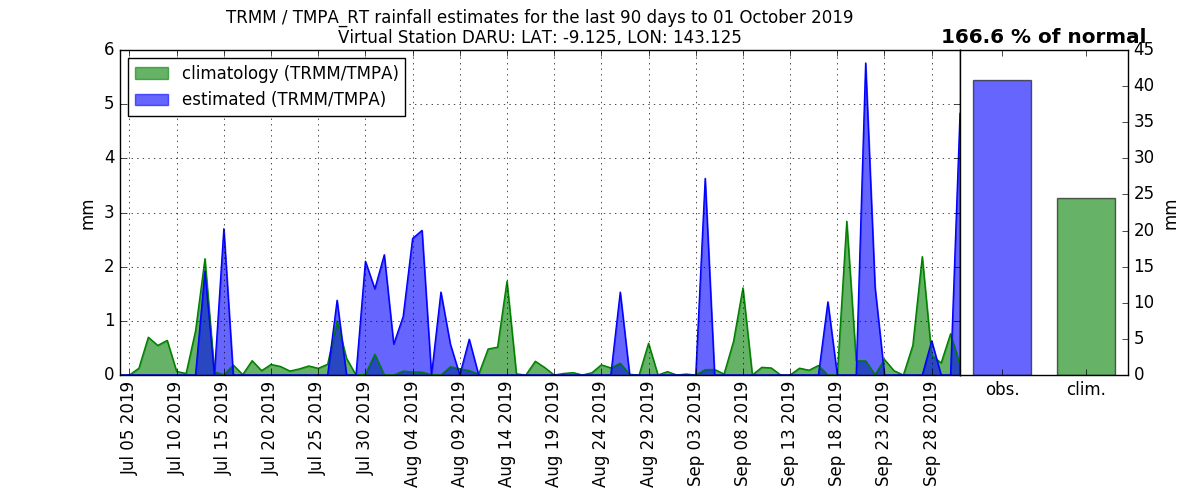 TRMM / TMPA_RT rainfall estimates for the last 90 days to 01 October 2019
Virtual Station DARU: LAT: -9.125, LON: 143.125
166.6 % of normal
climatology (TRMM/TMPA)
estimated (TRMM/TMPA)
6
5
4
3
2
1
0
mm
Jul 05 2019
Jul 10 2019
Jul 15 2019
Jul 20 2019
Jul 25 2019
Jul 30 2019
Aug 04 2019
Aug 09 2019
Aug 14 2019
Aug 19 2019
Aug 24 2019
Aug 29 2019
Sep 03 2019
Sep 08 2019
Sep 13 2019
Sep 18 2019
Sep 23 2019
Sep 28 2019
obs.
clim.
45
40
35
30
25
20
15
10
5
0
mm